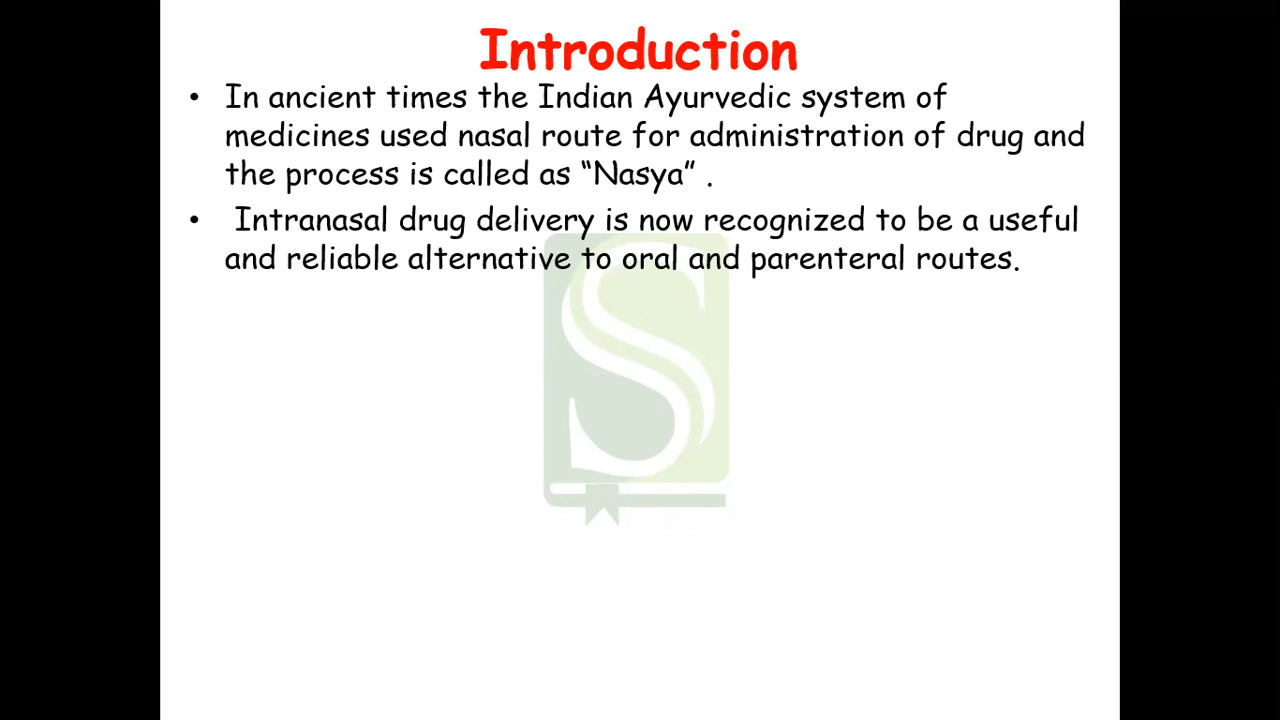 Introduction
• In ancient times the Indian Ayurvedic system of
medicines used nasal route for administration of drug and
the process is called as “Nasya” .
• Intranasal drug delivery is now recognized to be a useful
and reliable alternative to oral and parenteral routes.
S